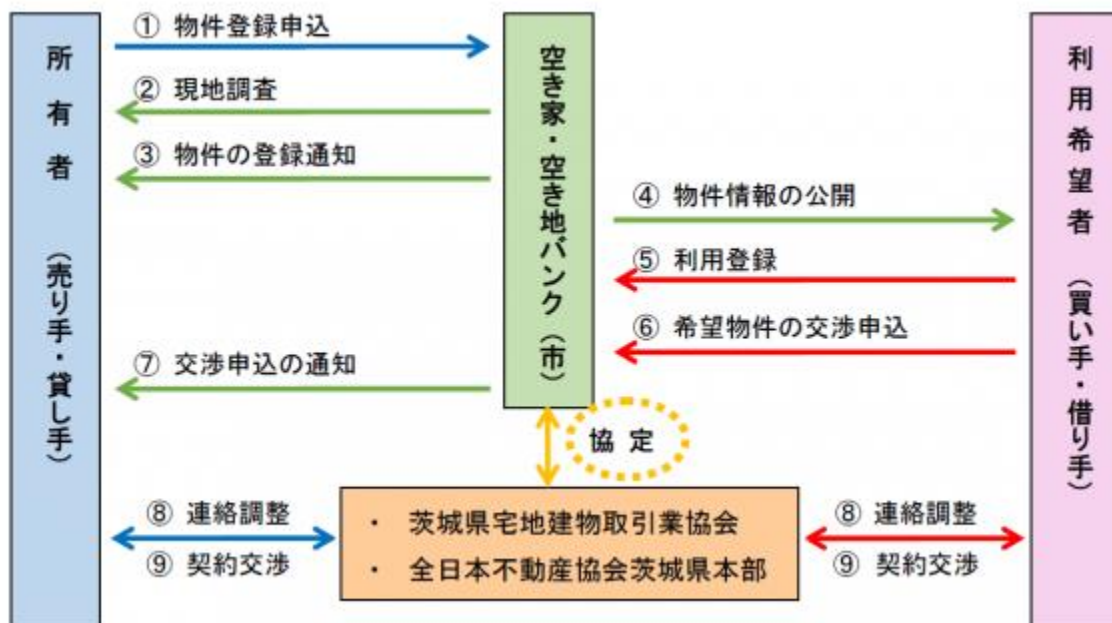 所有者（売り手・貸し手）
① 物件登録申込
② 現地調査
③ 物件の登録通知
空き家・空き地バンク（市）
④ 物件情報の公開
⑤ 利用登録
⑥ 希望物件の交渉申込
⑦ 交渉申込の通知
利用希望者（買い手・借り手）
協定
⑧ 連絡調整
⑨ 契約交渉
・ 茨城県宅地建物取引業協会
・ 全日本不動産協会茨城県本部
⑧ 連絡調整
⑨ 契約交渉